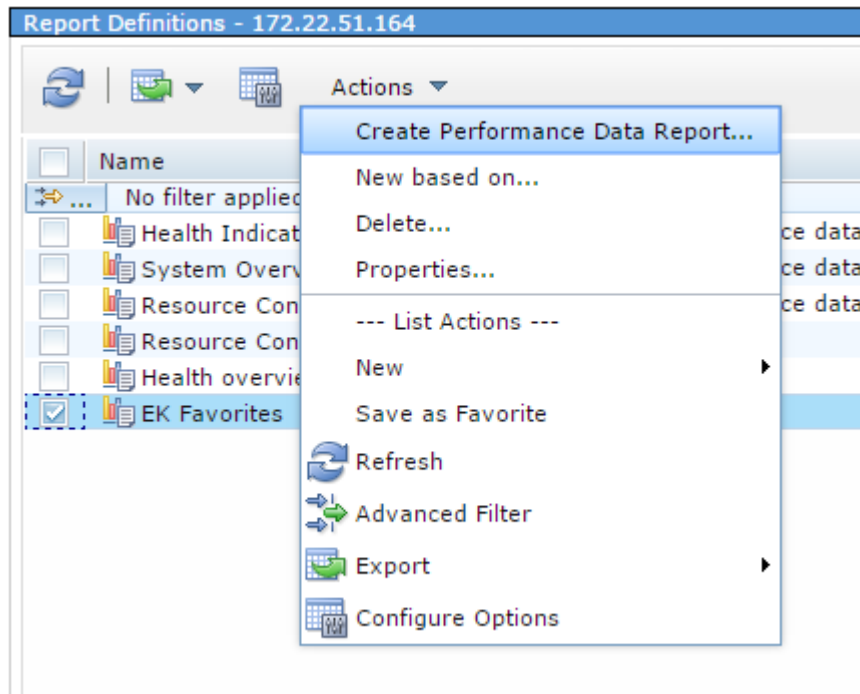 Report Definitions - 172.22.51.164
Actions
Create Performance Data Report...
Name
New based on...
No filter applied
Delete...
Health Indicat
ce data
System Overv
Properties...
ce data
Resource Con
ce data
--- List Actions ---
Resource Con
New
Health overvie
EK Favorites
Save as Favorite
Refresh
Advanced Filter
Export
Configure Options